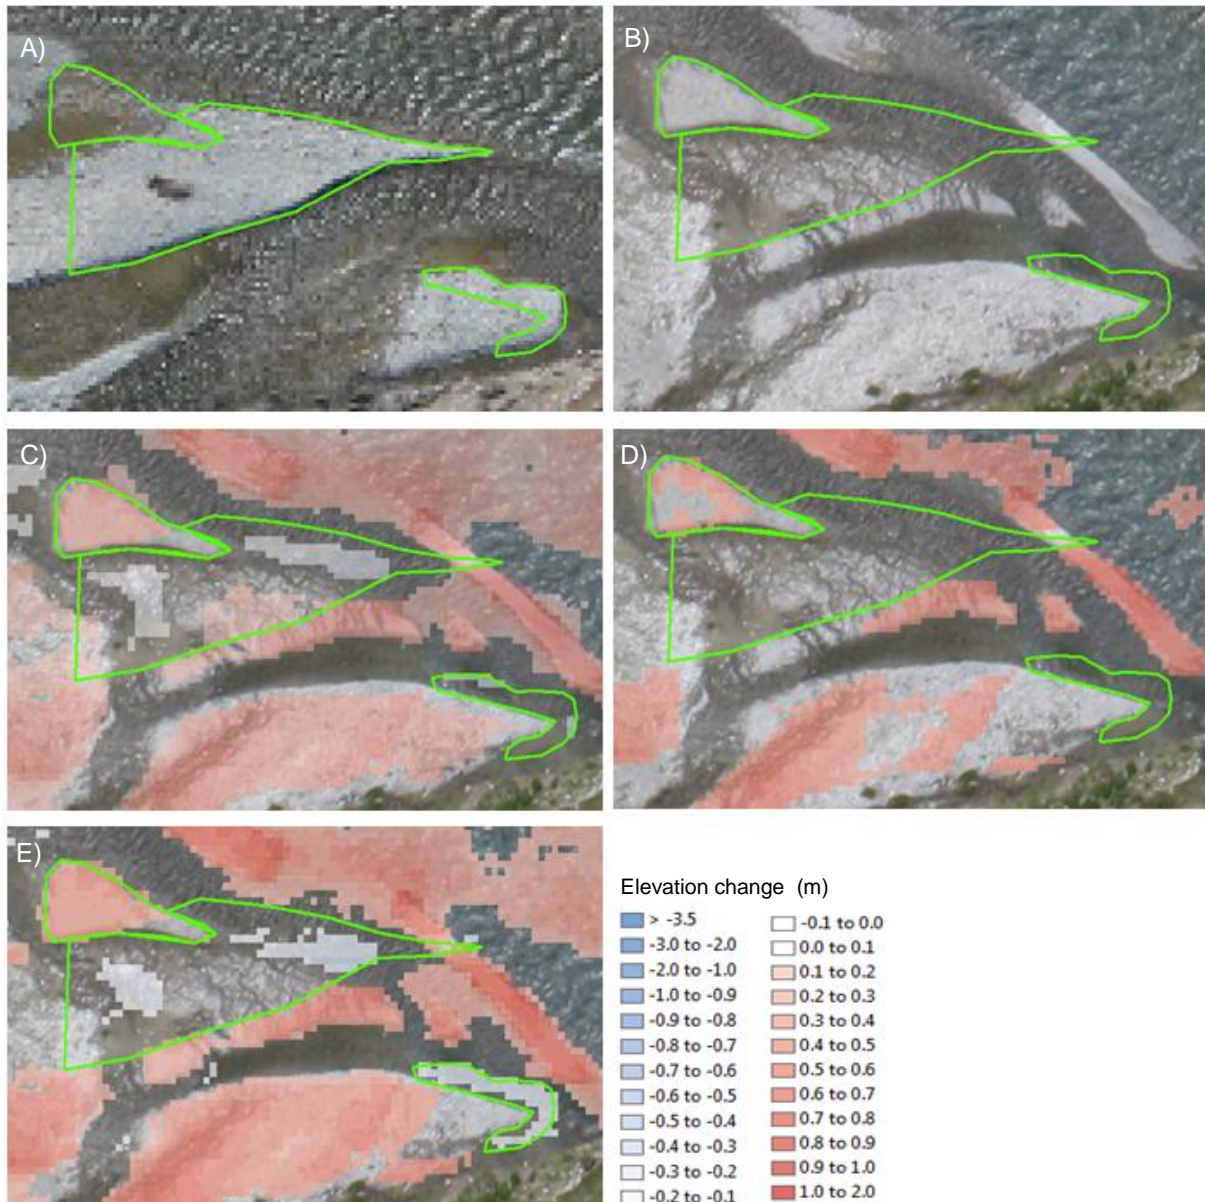 A)
B)
C)
D)
E)
Elevation change (m)
> -3.5
-3.0 to -2.0
-2.0 to -1.0
-1.0 to -0.9
-0.9 to -0.8
-0.8 to -0.7
-0.7 to -0.6
-0.6 to -0.5
-0.5 to -0.4
-0.4 to -0.3
-0.3 to -0.2
-0.2 to -0.1
-0.1 to 0.0
0.0 to 0.1
0.1 to 0.2
0.2 to 0.3
0.3 to 0.4
0.4 to 0.5
0.5 to 0.6
0.6 to 0.7
0.7 to 0.8
0.8 to 0.9
0.9 to 1.0
1.0 to 2.0